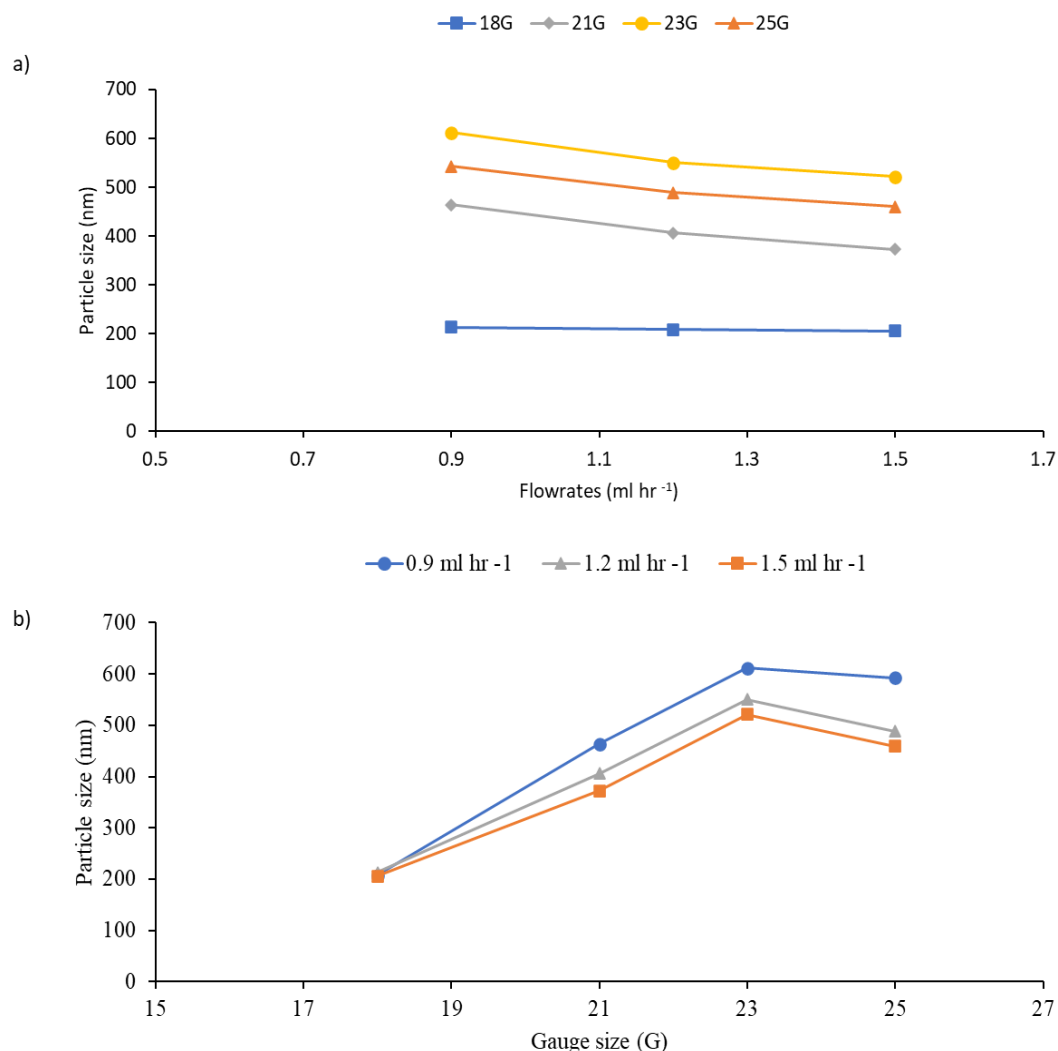 18G 21G 23G 25G
a)
700
600
500
400
300
200
100
0
Particle size (nm)
0.5 0.7 0.9 1.1 1.3 1.5 1.7
Flowrates (ml hr ⁻¹)
0.9 ml hr -1 1.2 ml hr -1 1.5 ml hr -1
b)
700
600
500
400
300
200
100
0
Particle size (nm)
15 17 19 21 23 25 27
Gauge size (G)